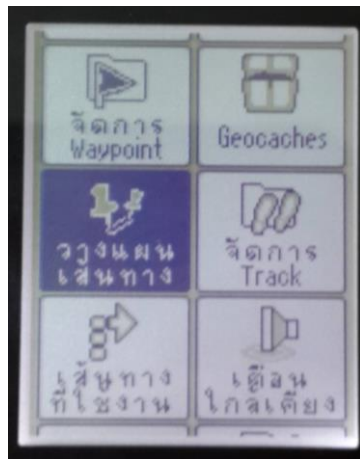 จัดการ
Waypoint
Geocaches
วางแผน
เส้นทาง
จัดการ
Track
เส้นทาง
ที่ใช้งาน
เตือน
ใกล้เคียง